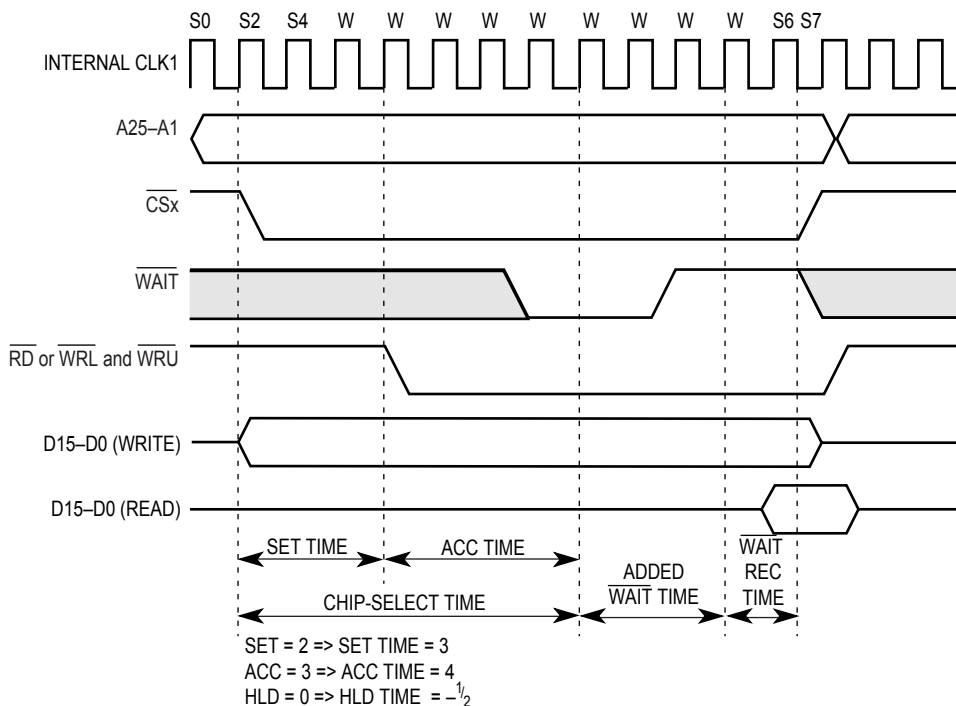 S0 S2 S4 W W W W W W W W W S6 S7
INTERNAL CLK1
A25–A1
CSx
WAIT
RD or WRL and WRU
D15–D0 (WRITE)
D15–D0 (READ)
SET TIME
ACC TIME
CHIP-SELECT TIME
ADDED
WAIT TIME
WAIT
REC
TIME
SET = 2 => SET TIME = 3
ACC = 3 => ACC TIME = 4
HLD = 0 => HLD TIME = –1/2